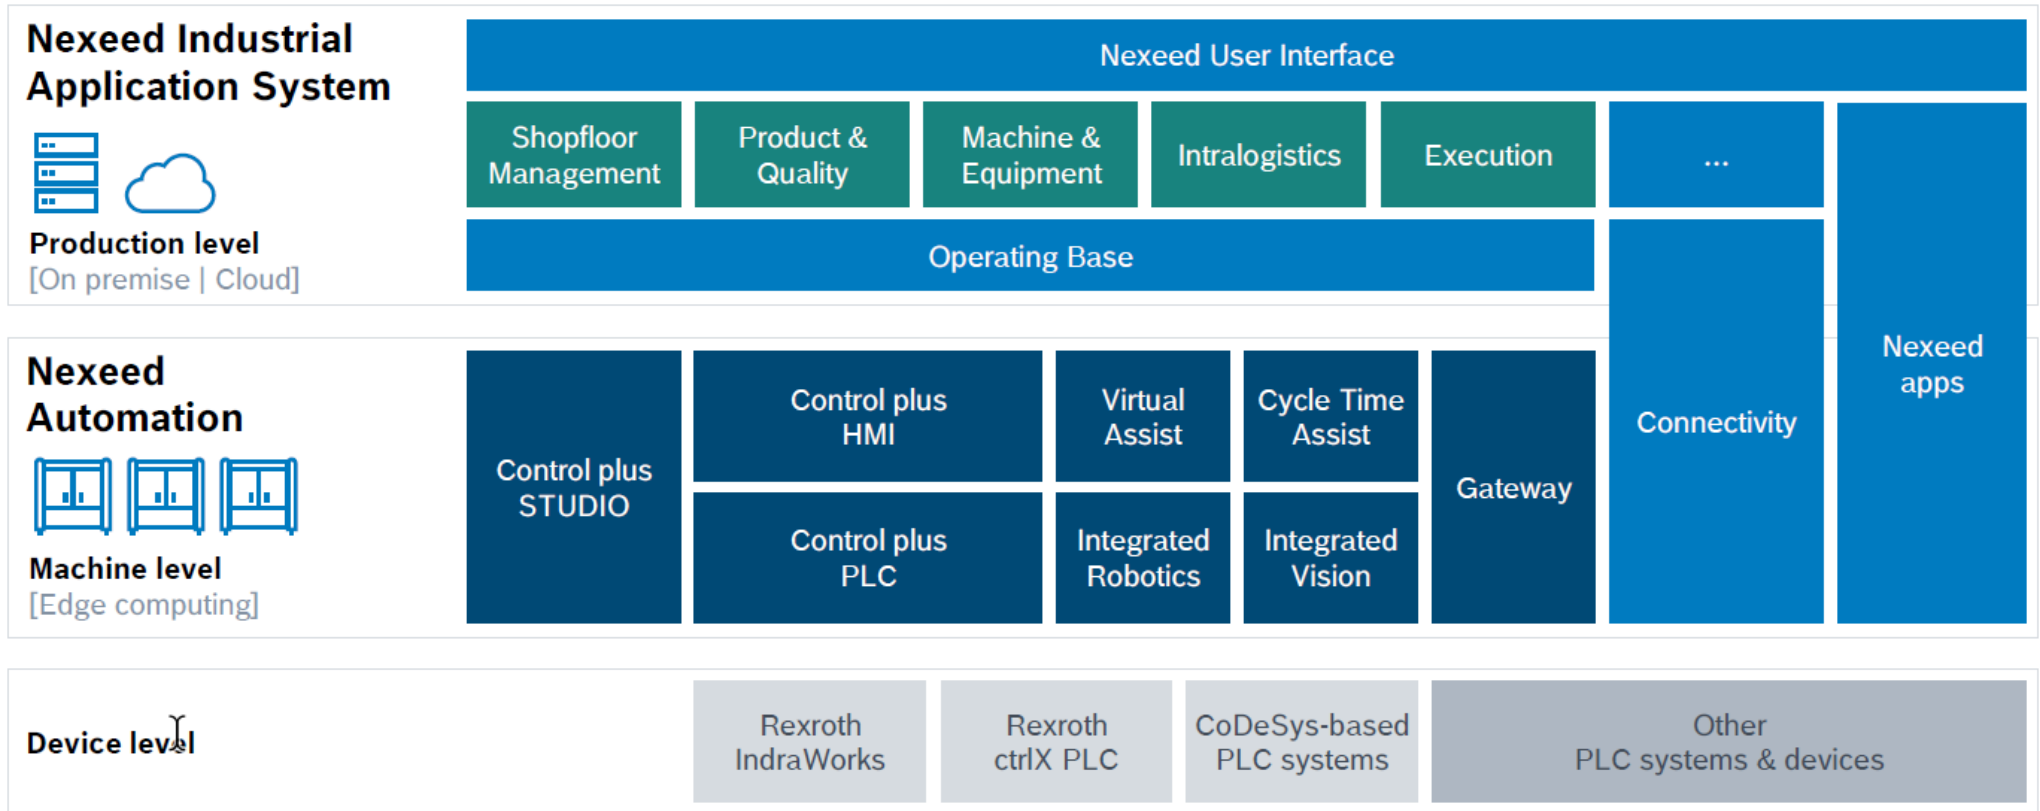 Nexeed Industrial
Application System
Production level
[On premise | Cloud]
Nexeed User Interface
Shopfloor
Management
Product &
Quality
Machine &
Equipment
Intralogistics
Execution
...
Operating Base
Nexeed
Automation
Machine level
[Edge computing]
Control plus
STUDIO
Control plus
HMI
Control plus
PLC
Virtual
Assist
Cycle Time
Assist
Integrated
Robotics
Integrated
Vision
Gateway
Connectivity
Nexeed
apps
Device level
Rexroth
IndraWorks
Rexroth
ctrlX PLC
CoDeSys-based
PLC systems
Other
PLC systems & devices